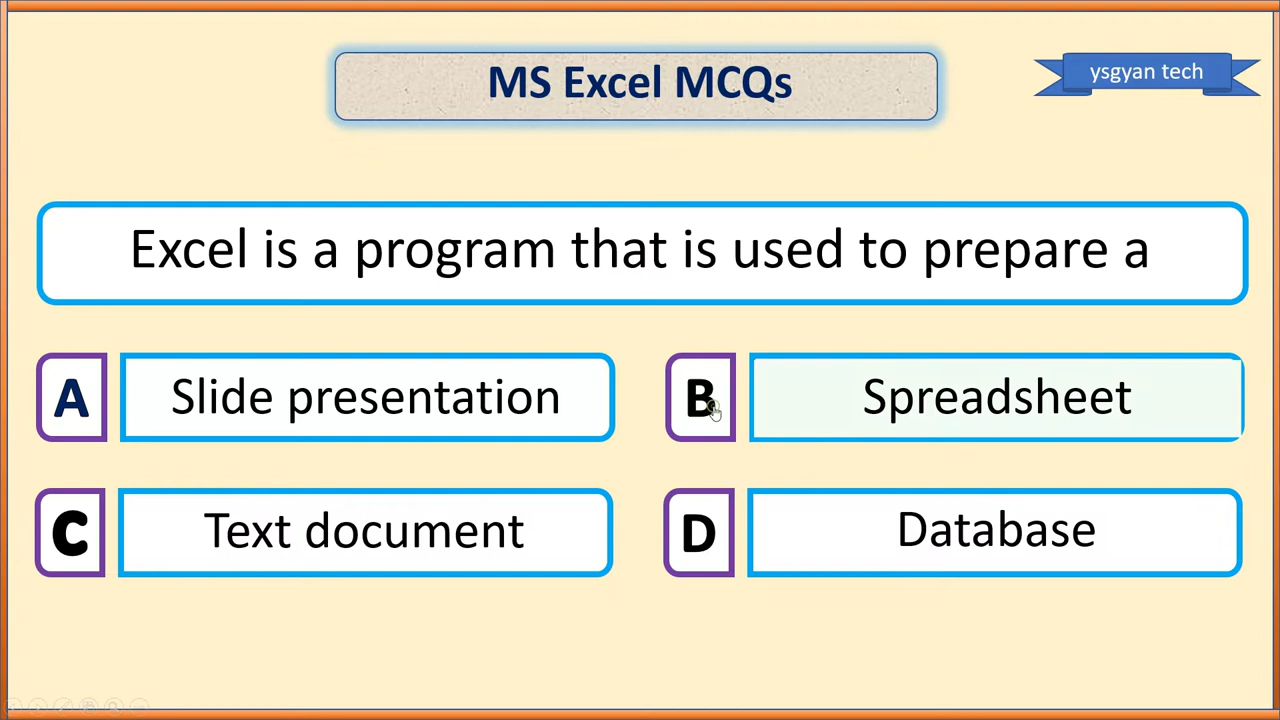 MS Excel MCQs
ysgyan tech
Excel is a program that is used to prepare a
A Slide presentation
B Spreadsheet
C Text document
D Database